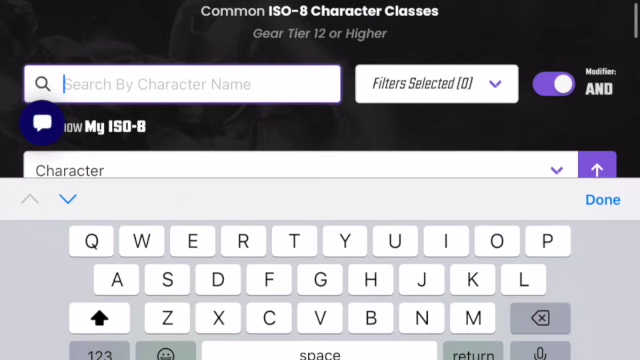 Common ISO-8 Character Classes
Gear Tier 12 or Higher
Search By Character Name
Filters Selected (0)
Modifier:
AND
My ISO-8
Character
Done
Q W E R T Y U I O P
A S D F G H J K L
Z X C V B N M
123
space
return